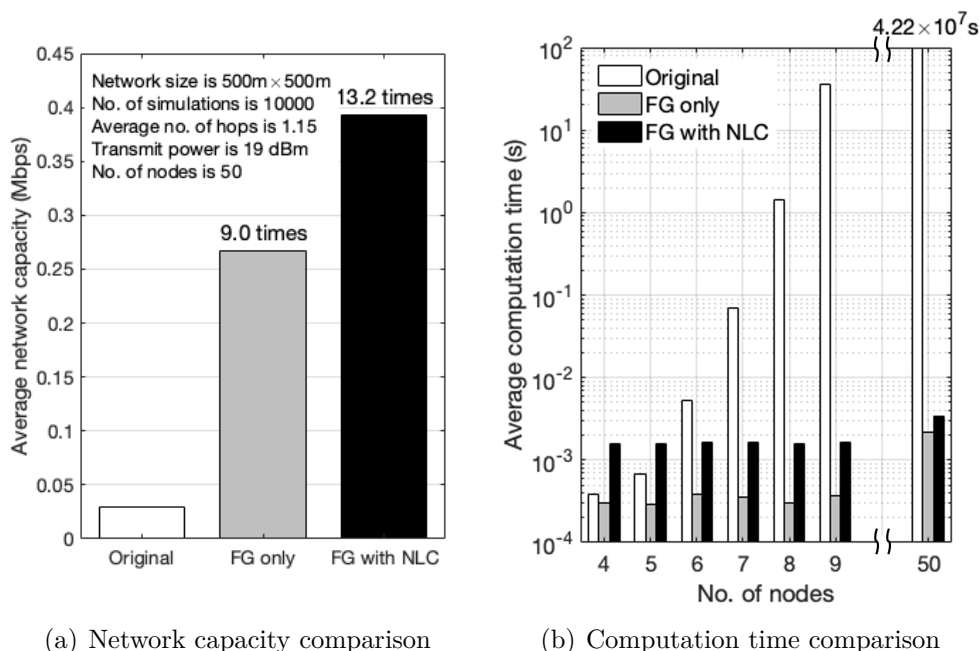 0.45
0.4
0.35
0.3
0.25
0.2
0.15
0.1
0.05
0
Average network capacity (Mbps)
Network size is 500m×500m
No. of simulations is 10000
Average no. of hops is 1.15
Transmit power is 19 dBm
No. of nodes is 50
13.2 times
9.0 times
Original FG only FG with NLC
(a) Network capacity comparison
4.22×10⁷s
10²
10¹
10⁰
10⁻¹
10⁻²
10⁻³
10⁻⁴
Average computation time (s)
Original
FG only
FG with NLC
4 5 6 7 8 9 50
No. of nodes
(b) Computation time comparison